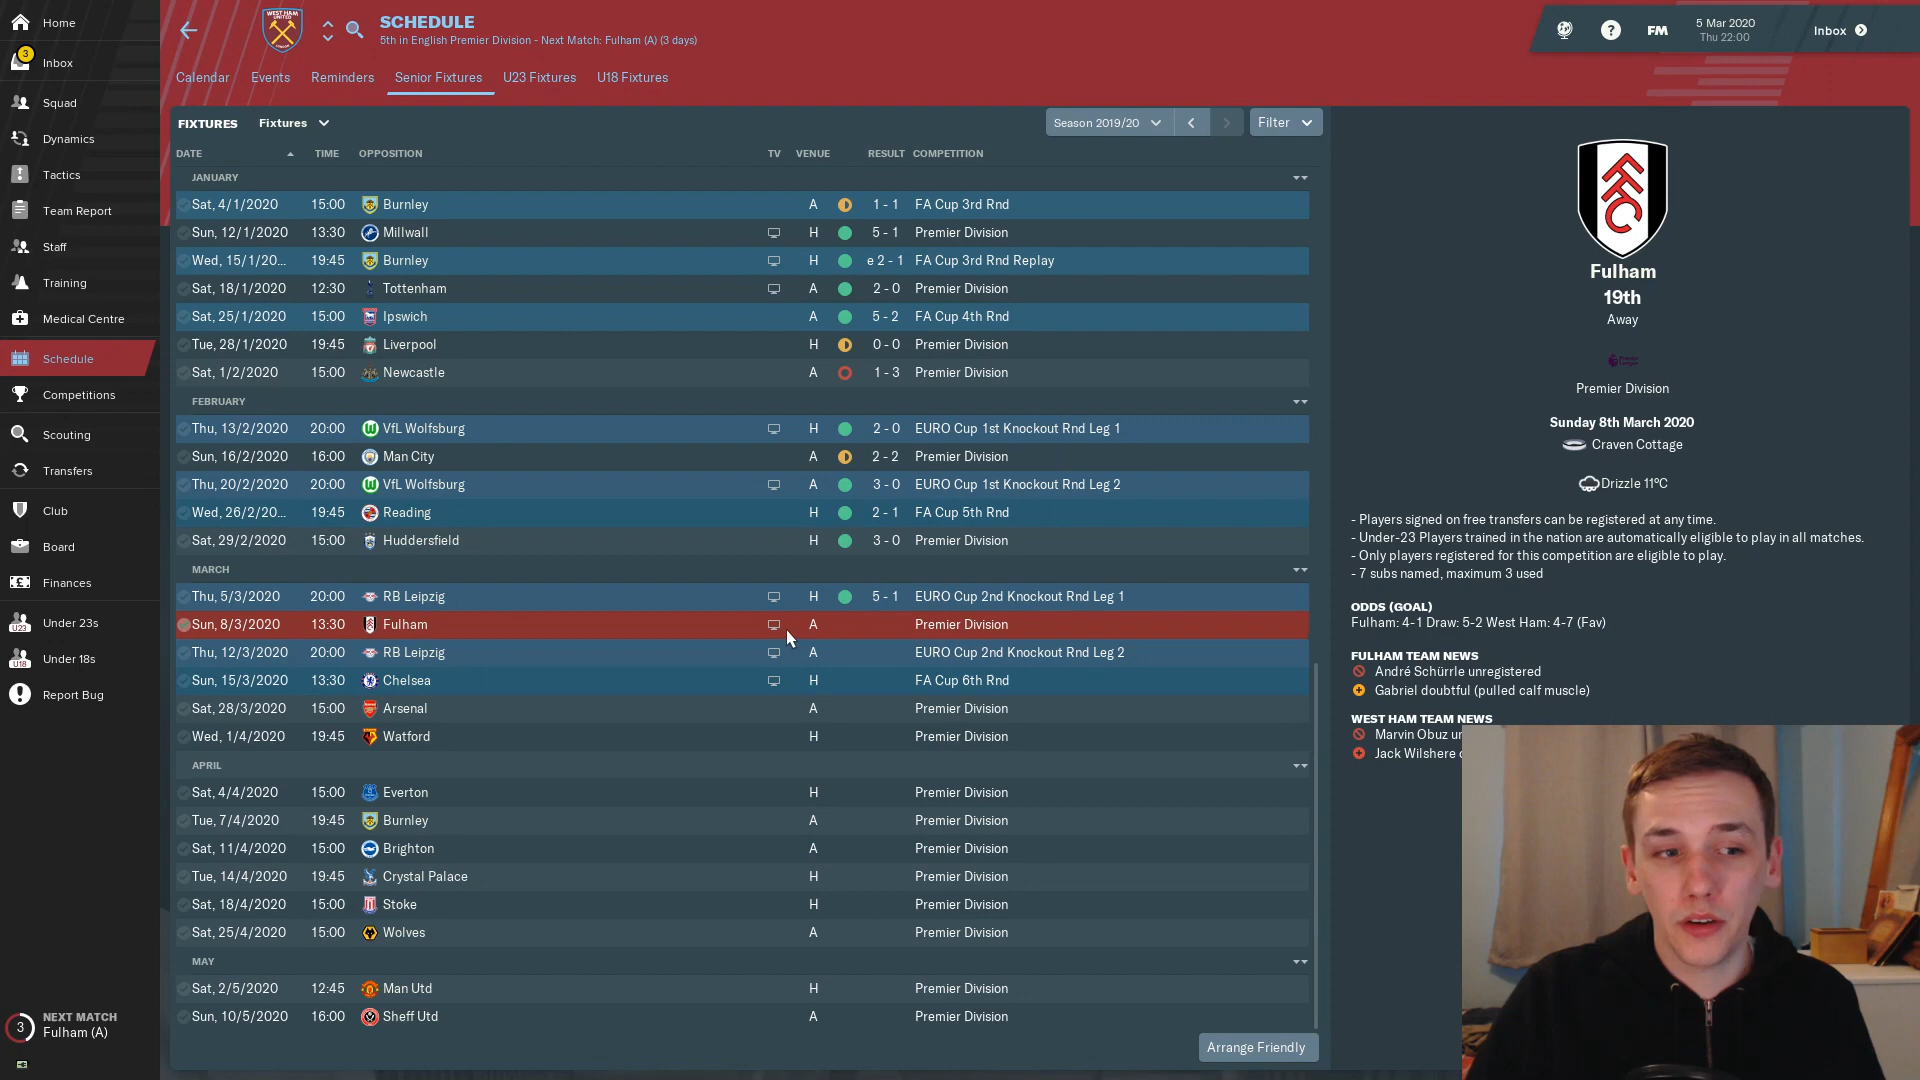 Home
3
Inbox
Squad
Dynamics
Tactics
Team Report
Staff
Training
Medical Centre
Schedule
Competitions
Scouting
Transfers
Club
Board
Finances
U23
Under 23s
U18
Under 18s
Report Bug
3
NEXT MATCH
Fulham (A)
WEST HAM
UNITED
LONDON
SCHEDULE
5th in English Premier Division - Next Match: Fulham (A) (3 days)
FM
5 Mar 2020
Thu 22:00
Inbox
Calendar Events Reminders Senior Fixtures U23 Fixtures U18 Fixtures
FIXTURES Fixtures Season 2019/20 Filter
DATE TIME OPPOSITION TV VENUE RESULT COMPETITION
JANUARY
Sat, 4/1/2020 15:00 Burnley A 1 - 1 FA Cup 3rd Rnd
Sun, 12/1/2020 13:30 Millwall H 5 - 1 Premier Division
Wed, 15/1/20... 19:45 Burnley H e 2 - 1 FA Cup 3rd Rnd Replay
Sat, 18/1/2020 12:30 Tottenham A 2 - 0 Premier Division
Sat, 25/1/2020 15:00 Ipswich A 5 - 2 FA Cup 4th Rnd
Tue, 28/1/2020 19:45 Liverpool H 0 - 0 Premier Division
Sat, 1/2/2020 15:00 Newcastle A 1 - 3 Premier Division
FEBRUARY
Thu, 13/2/2020 20:00 VfL Wolfsburg H 2 - 0 EURO Cup 1st Knockout Rnd Leg 1
Sun, 16/2/2020 16:00 Man City A 2 - 2 Premier Division
Thu, 20/2/2020 20:00 VfL Wolfsburg A 3 - 0 EURO Cup 1st Knockout Rnd Leg 2
Wed, 26/2/20... 19:45 Reading H 2 - 1 FA Cup 5th Rnd
Sat, 29/2/2020 15:00 Huddersfield H 3 - 0 Premier Division
MARCH
Thu, 5/3/2020 20:00 RB Leipzig H 5 - 1 EURO Cup 2nd Knockout Rnd Leg 1
Sun, 8/3/2020 13:30 Fulham A Premier Division
Thu, 12/3/2020 20:00 RB Leipzig A EURO Cup 2nd Knockout Rnd Leg 2
Sun, 15/3/2020 13:30 Chelsea H FA Cup 6th Rnd
Sat, 28/3/2020 15:00 Arsenal A Premier Division
Wed, 1/4/2020 19:45 Watford H Premier Division
APRIL
Sat, 4/4/2020 15:00 Everton H Premier Division
Tue, 7/4/2020 19:45 Burnley A Premier Division
Sat, 11/4/2020 15:00 Brighton A Premier Division
Tue, 14/4/2020 19:45 Crystal Palace H Premier Division
Sat, 18/4/2020 15:00 Stoke H Premier Division
Sat, 25/4/2020 15:00 Wolves A Premier Division
MAY
Sat, 2/5/2020 12:45 Man Utd H Premier Division
Sun, 10/5/2020 16:00 Sheff Utd A Premier Division
Arrange Friendly
FFC
Fulham
19th
Away
Premier Division
Sunday 8th March 2020
Craven Cottage
Drizzle 11°C
- Players signed on free transfers can be registered at any time.
- Under-23 Players trained in the nation are automatically eligible to play in all matches.
- Only players registered for this competition are eligible to play.
- 7 subs named, maximum 3 used
ODDS (GOAL)
Fulham: 4-1 Draw: 5-2 West Ham: 4-7 (Fav)
FULHAM TEAM NEWS
André Schürrle unregistered
Gabriel doubtful (pulled calf muscle)
WEST HAM TEAM NEWS
Marvin Obuz
Jack Wilshere